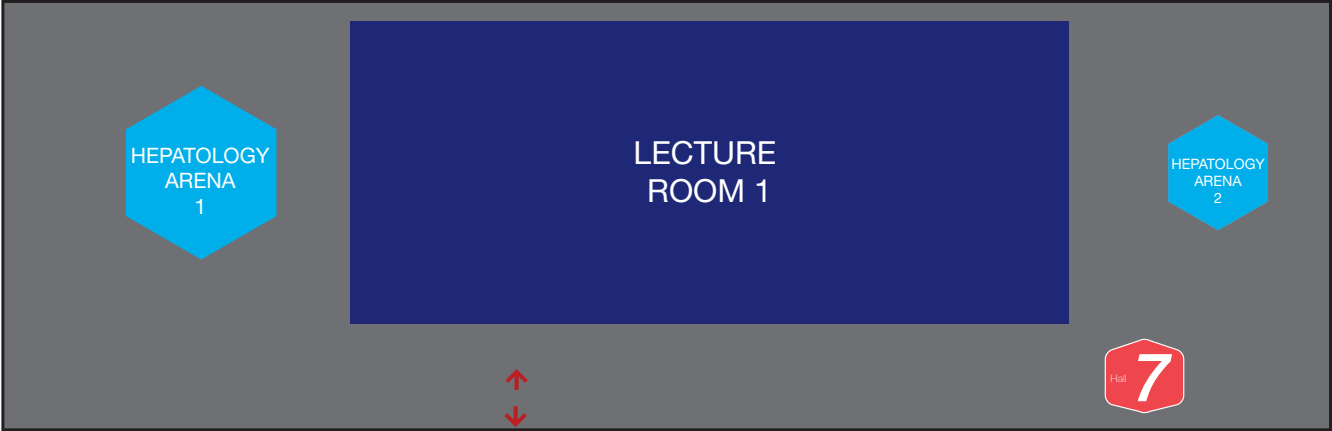 HEPATOLOGY
ARENA
1
LECTURE
ROOM 1
HEPATOLOGY
ARENA
2
Hall 7